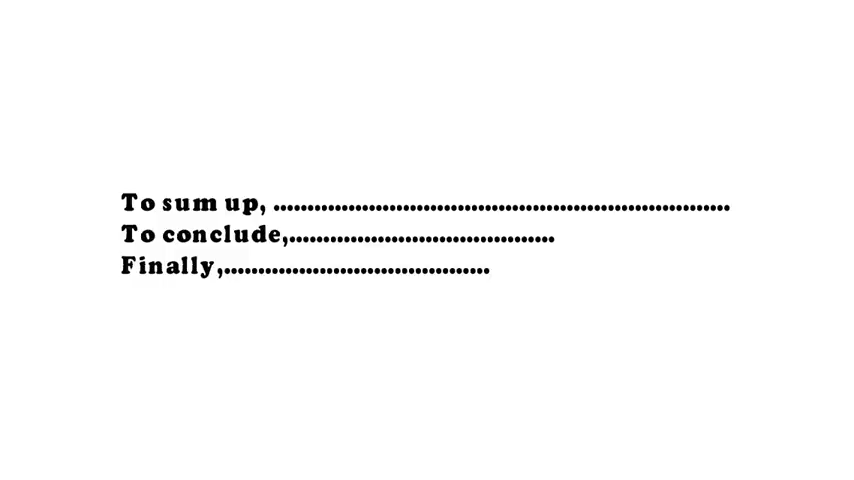 To sum up, ...................................................................
To conclude,.......................................
Finally,.......................................